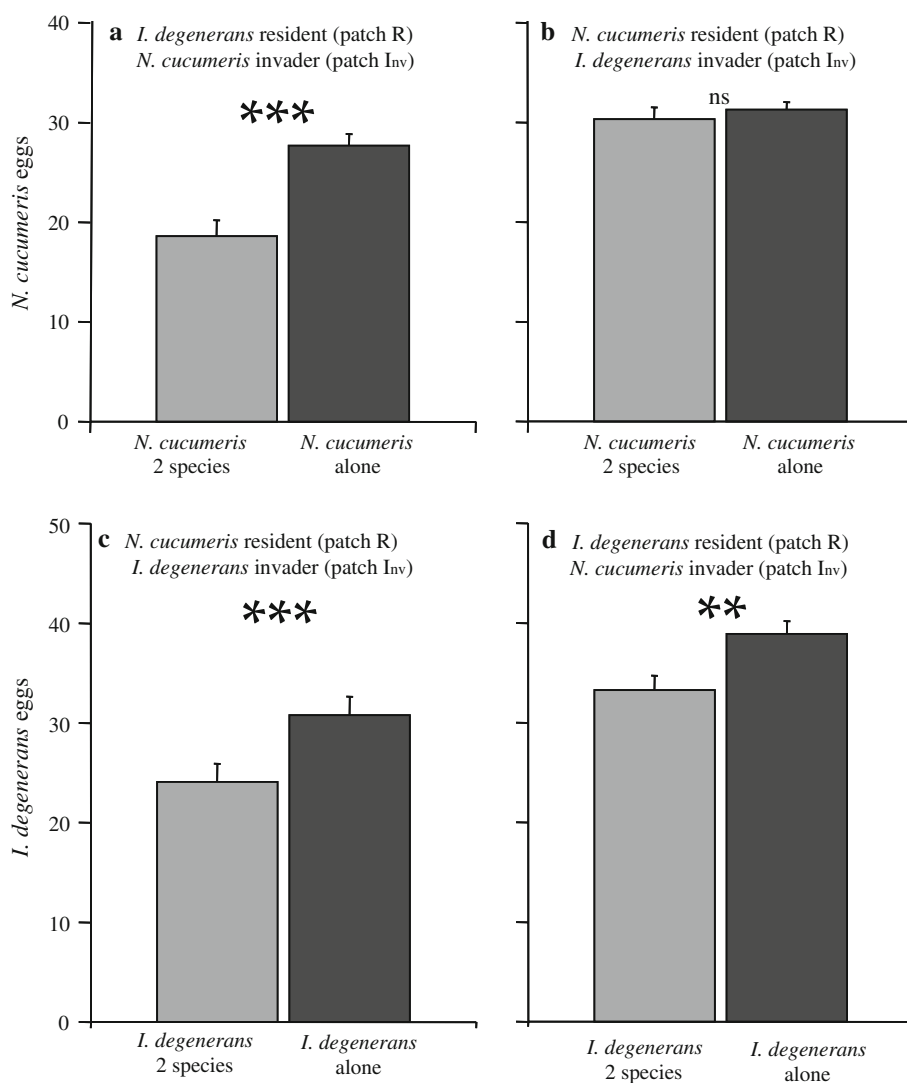 a I. degenerans resident (patch R)
N. cucumeris invader (patch Inv)
***
N. cucumeris eggs
40
30
20
10
0
N. cucumeris
2 species
N. cucumeris
alone
b N. cucumeris resident (patch R)
I. degenerans invader (patch Inv)
ns
N. cucumeris
2 species
N. cucumeris
alone
c N. cucumeris resident (patch R)
I. degenerans invader (patch Inv)
***
I. degenerans eggs
50
40
30
20
10
0
I. degenerans
2 species
I. degenerans
alone
d I. degenerans resident (patch R)
N. cucumeris invader (patch Inv)
**
I. degenerans
2 species
I. degenerans
alone